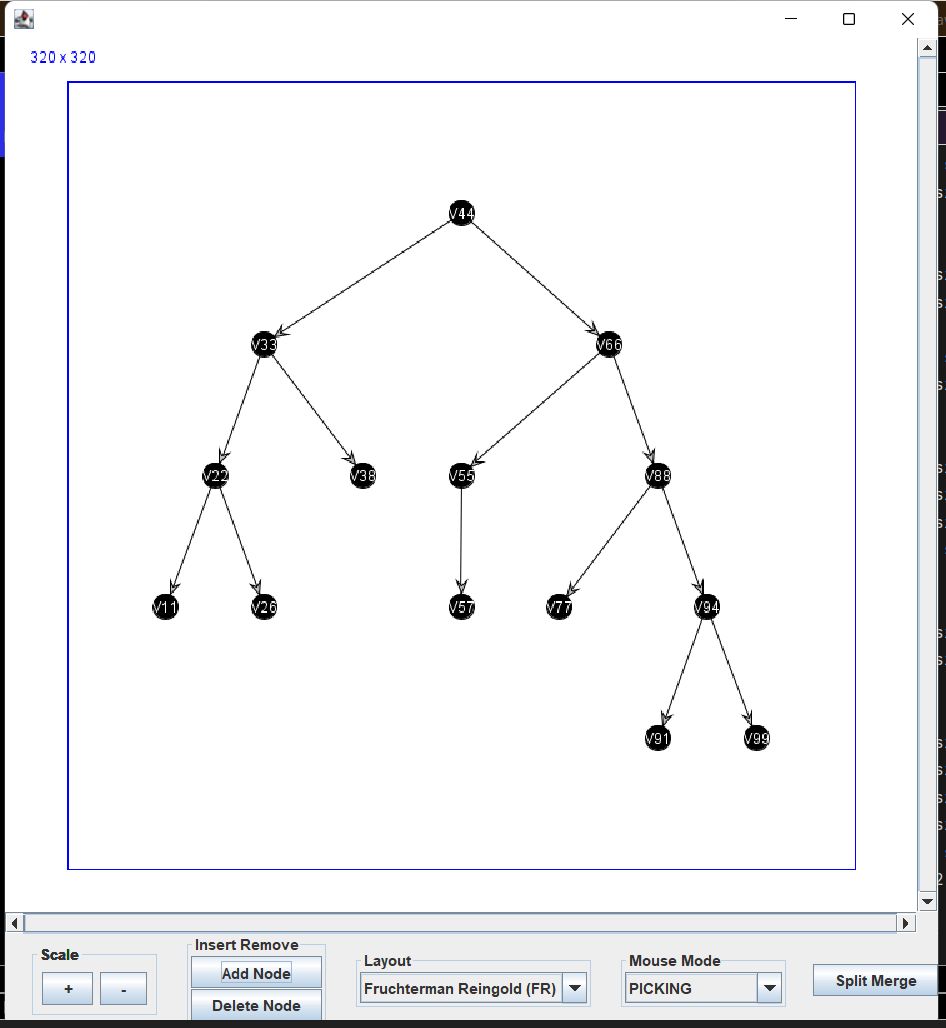 320 x 320
V44
V33 V66
V22 V38 V55 V88
V11 V26 V57 V77 V94
V91 V99
Scale
+ -
Insert Remove
Add Node
Delete Node
Layout
Fruchterman Reingold (FR)
Mouse Mode
PICKING
Split Merge